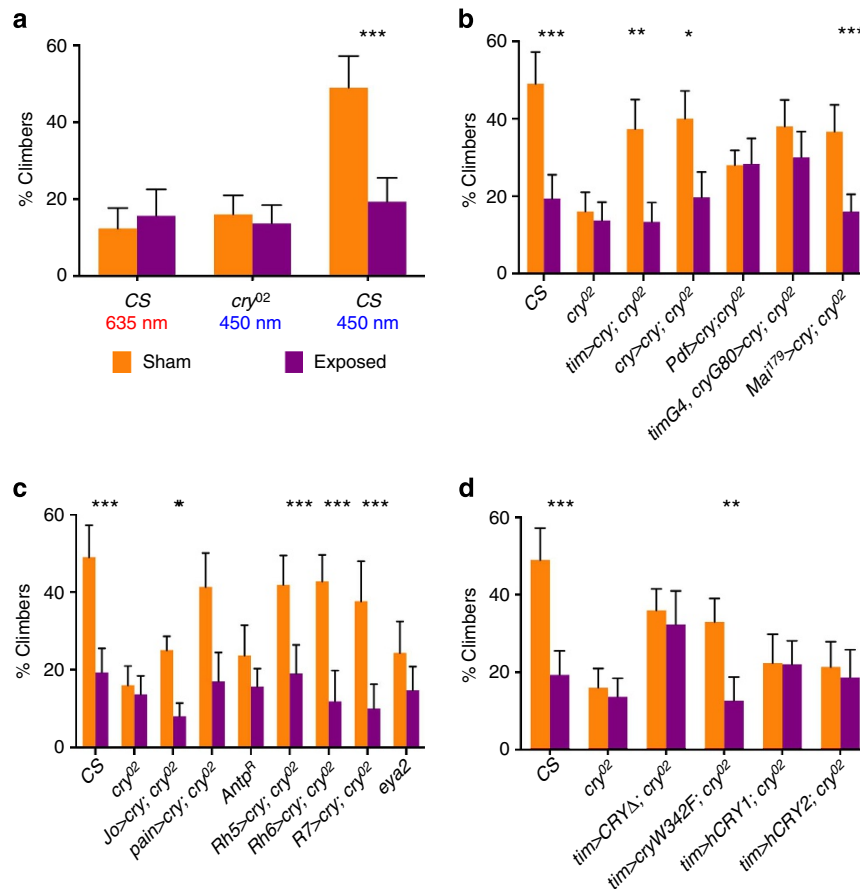 a
***
60
40
20
0
% Climbers
CS
cry02
CS
635 nm
450 nm
450 nm
Sham
Exposed
b
***
**
*
***
60
40
20
0
% Climbers
CS
cry02
tim>cry; cry02
cry>cry; cry02
Pdf>cry;cry02
timG4, cryG80>cry; cry02
Mai179>cry; cry02
c
***
**
***
***
***
60
40
20
0
% Climbers
CS
cry02
Jo>cry; cry02
pain>cry; cry02
AntpR
Rh5>cry; cry02
Rh6>cry; cry02
R7>cry; cry02
eya2
d
***
**
60
40
20
0
% Climbers
CS
cry02
tim>CRYΔ; cry02
tim>cryW342F; cry02
tim>hCRY1; cry02
tim>hCRY2; cry02